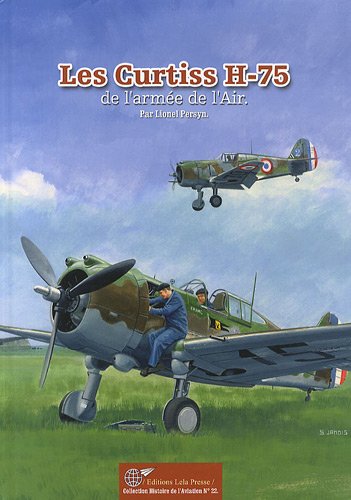 Les Curtiss H-75
de l'armée de l'Air.
Par Lionel Persyn.
/ Editions Lela Presse /
Collection Histoire de l'Aviation N° 22.